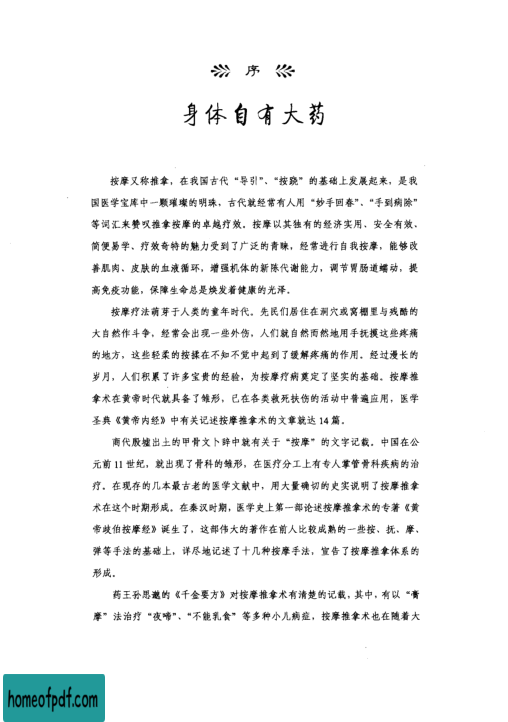 序
身体自有大药
按摩又称推拿，在我国古代“导引”、“按跷”的基础上发展起来，是我
国医学宝库中一颗璀璨的明珠，古代就经常有人用“妙手回春”、“手到病除”
等词汇来赞叹推拿按摩的卓越疗效。按摩以其独有的经济实用、安全有效、
简便易学、疗效奇特的魅力受到了广泛的青睐，经常进行自我按摩，能够改
善肌肉、皮肤的血液循环，增强机体的新陈代谢能力，调节胃肠道蠕动，提
高免疫功能，保障生命总是焕发着健康的光泽。
按摩疗法萌芽于人类的童年时代。先民们居住在洞穴或窝棚里与残酷的
大自然作斗争，经常会出现一些外伤，人们就自然而然地用手抚摸这些疼痛
的地方，这些轻柔的按揉在不知不觉中起到了缓解疼痛的作用。经过漫长的
岁月，人们积累了许多宝贵的经验，为按摩疗病奠定了坚实的基础。按摩推
拿术在黄帝时代就具备了雏形，已在各类救死扶伤的活动中普遍应用，医学
圣典《黄帝内经》中有关记述按摩推拿术的文章就达 14 篇。
商代殷墟出土的甲骨文卜辞中就有关于“按摩”的文字记载。中国在公
元前 11 世纪，就出现了骨科的雏形，在医疗分工上有专人掌管骨科疾病的治
疗。在现存的几本最古老的医学文献中，用大量确切的史实说明了按摩推拿
术在这个时期形成。在秦汉时期，医学史上第一部论述按摩推拿术的专著《黄
帝歧伯按摩经》诞生了，这部伟大的著作在前人比较成熟的一些按、抚、摩、
弹等手法的基础上，详尽地记述了十几种按摩手法，宣告了按摩推拿体系的
形成。
药王孙思邈的《千金要方》对按摩推拿术有清楚的记载，其中，有以“膏
摩”法治疗“夜啼”、“不能乳食”等多种小儿病症，按摩推拿术也在随着大
homeofpdf.com